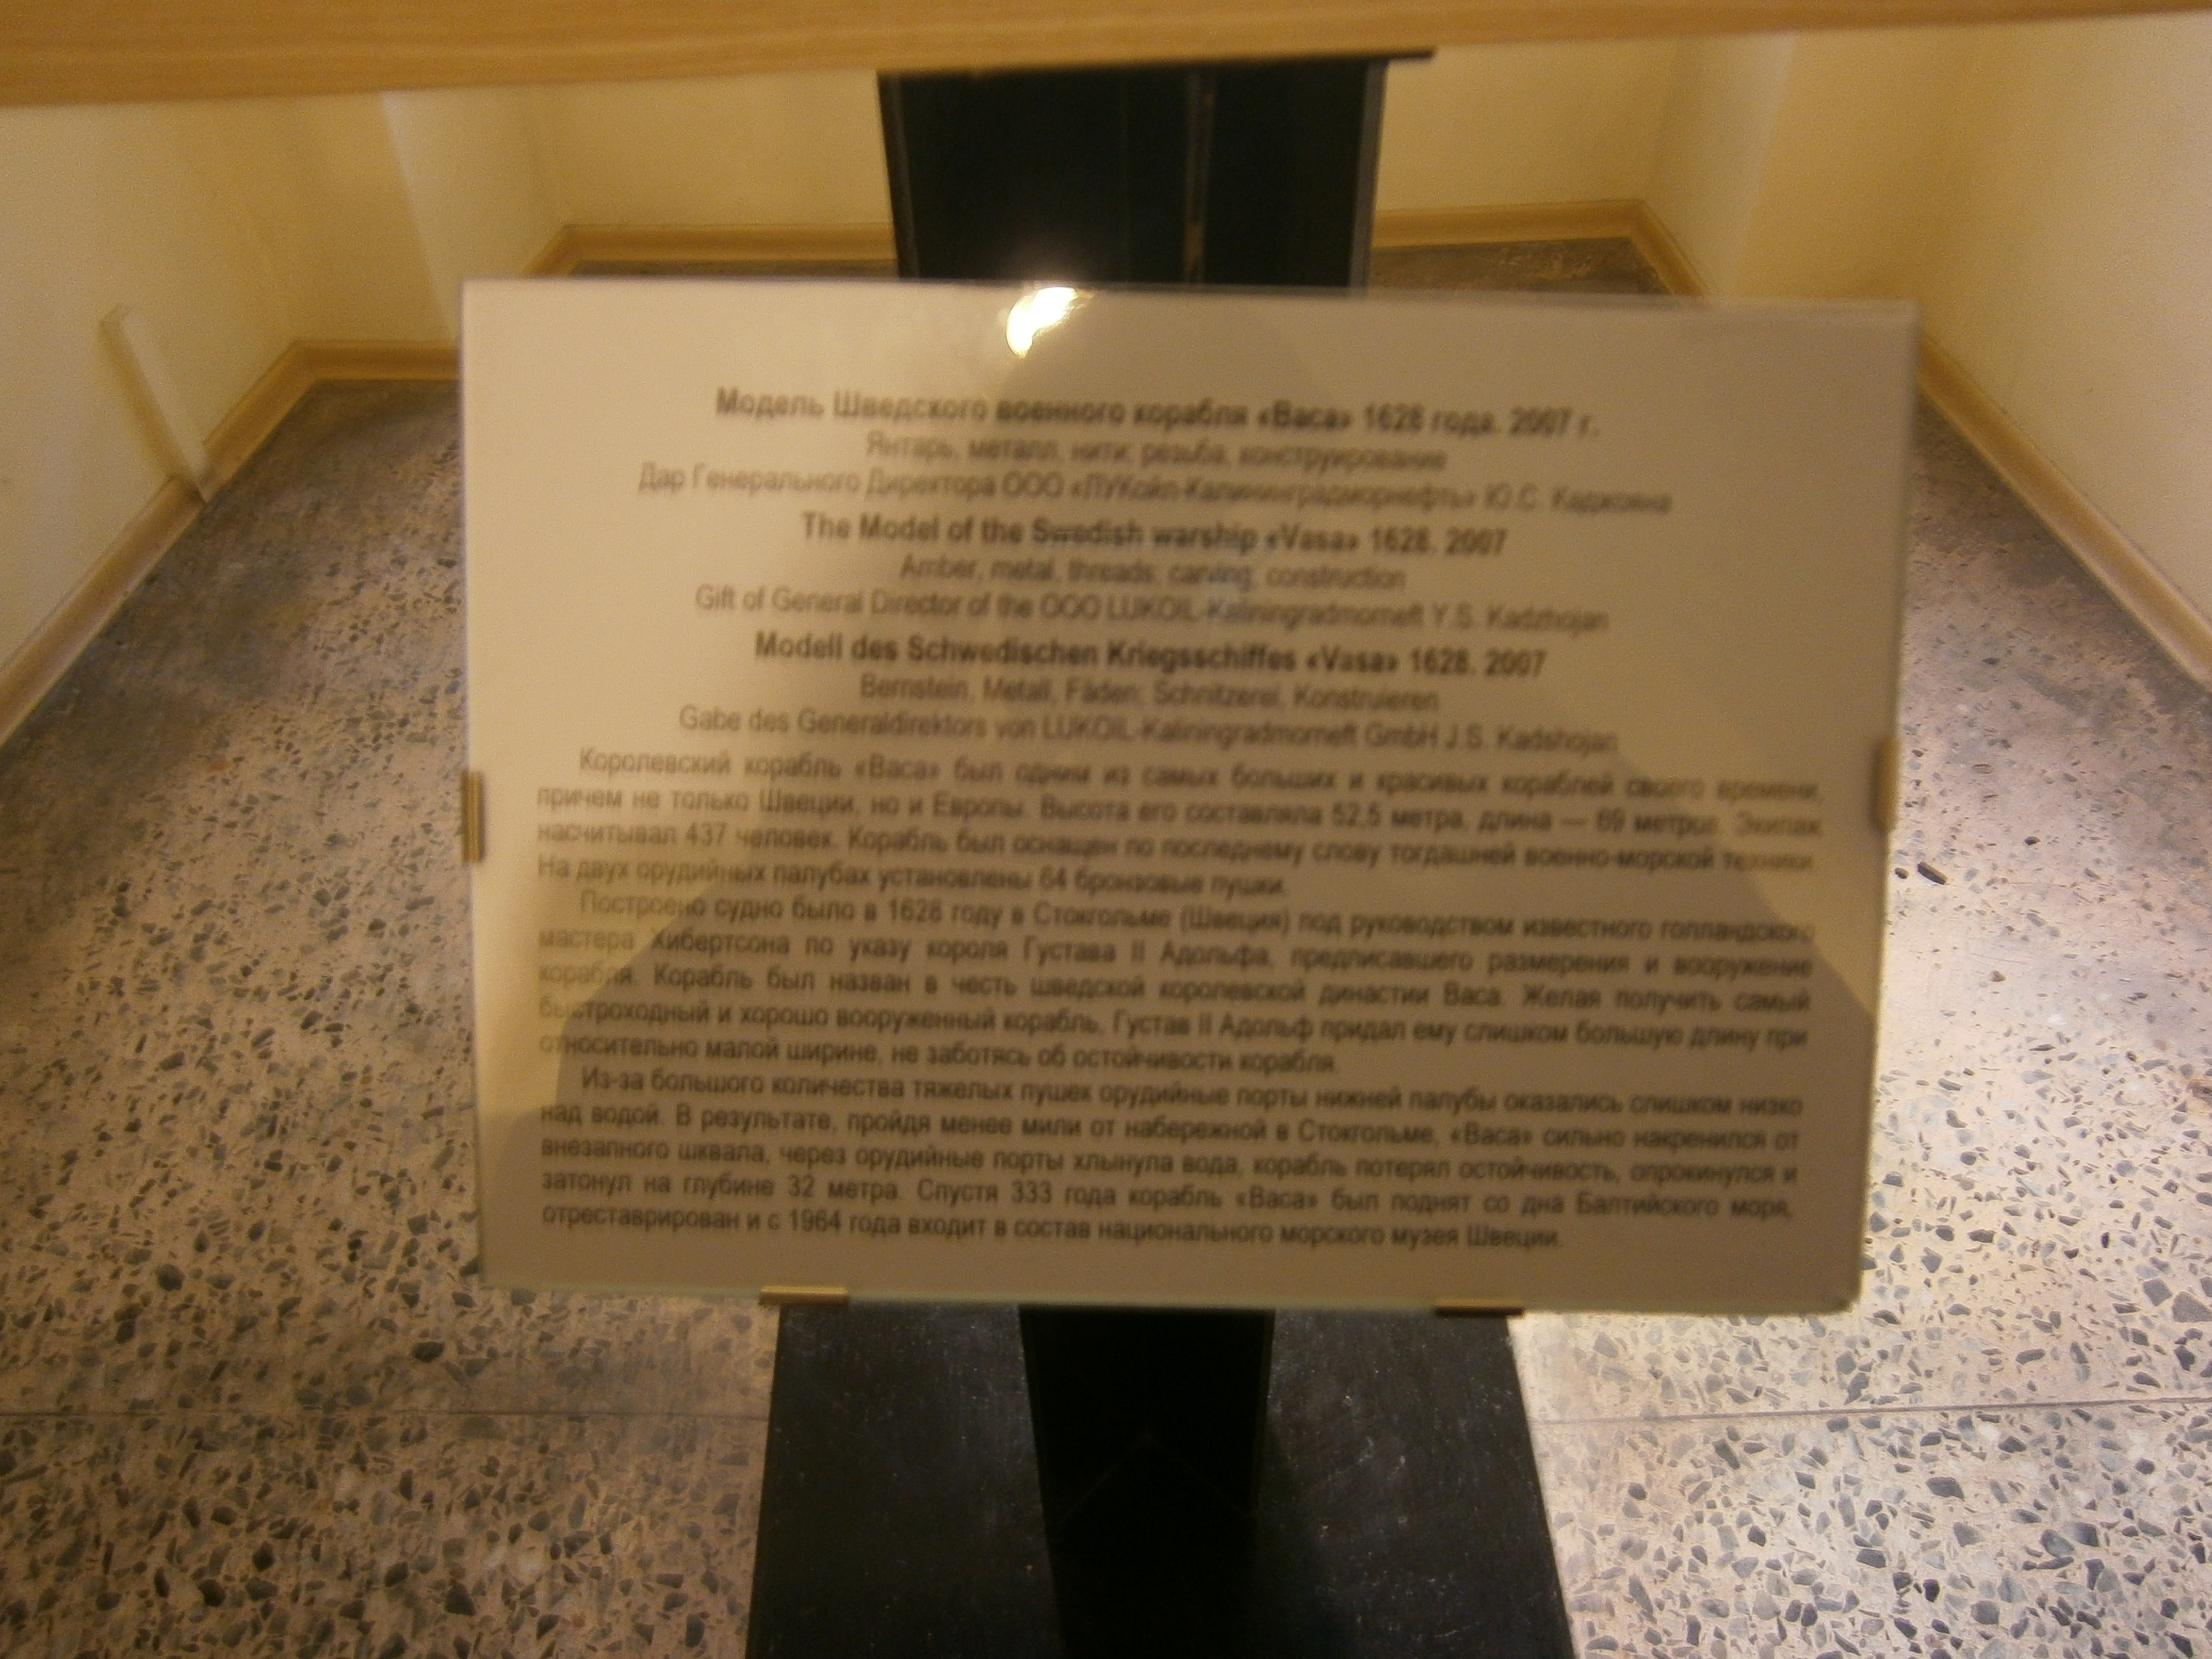 Модель Шведского военного корабля «Васа» 1628 года. 2007 г.
Янтарь, металл, нити; резьба, конструирование
Дар Генерального Директора ООО «ЛУКойл-Калининградморнефть» Ю.С. Каджояна
The Model of the Swedish warship «Vasa» 1628. 2007
Amber, metal, threads; carving, construction
Gift of General Director of the OOO LUKOIL-Kaliningradmorneft Y.S. Kadzhojan
Modell des Schwedischen Kriegsschiffes «Vasa» 1628. 2007
Bernstein, Metall, Fäden; Schnitzerei, Konstruieren
Gabe des Generaldirektors von LUKOIL-Kaliningradmorneft GmbH J.S. Kadshojan
Королевский корабль «Васа» был одним из самых больших и красивых кораблей своего времени,
причем не только Швеции, но и Европы. Высота его составляла 52,5 метра, длина — 69 метров. Экипаж
насчитывал 437 человек. Корабль был оснащен по последнему слову тогдашней военно-морской техники.
На двух орудийных палубах установлены 64 бронзовые пушки.
Построено судно было в 1628 году в Стокгольме (Швеция) под руководством известного голландского
мастера Хибертсона по указу короля Густава II Адольфа, предписавшего размерения и вооружение
корабля. Корабль был назван в честь шведской королевской династии Васа. Желая получить самый
быстроходный и хорошо вооруженный корабль, Густав II Адольф придал ему слишком большую длину при
относительно малой ширине, не заботясь об остойчивости корабля.
Из-за большого количества тяжелых пушек орудийные порты нижней палубы оказались слишком низко
над водой. В результате, пройдя менее мили от набережной в Стокгольме, «Васа» сильно накренился от
внезапного шквала, через орудийные порты хлынула вода, корабль потерял остойчивость, опрокинулся и
затонул на глубине 32 метра. Спустя 333 года корабль «Васа» был поднят со дна Балтийского моря,
отреставрирован и с 1964 года входит в состав национального морского музея Швеции.